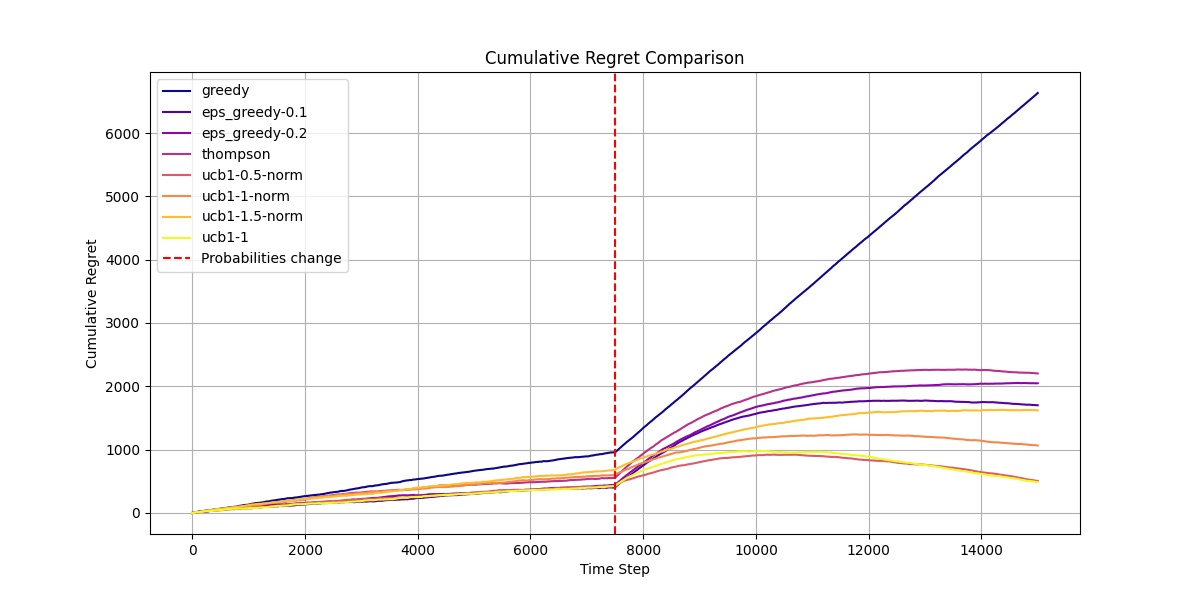 Cumulative Regret Comparison
greedy
eps_greedy-0.1
eps_greedy-0.2
thompson
ucb1-0.5-norm
ucb1-1-norm
ucb1-1.5-norm
ucb1-1
Probabilities change
Cumulative Regret
6000
5000
4000
3000
2000
1000
0
0 2000 4000 6000 8000 10000 12000 14000
Time Step